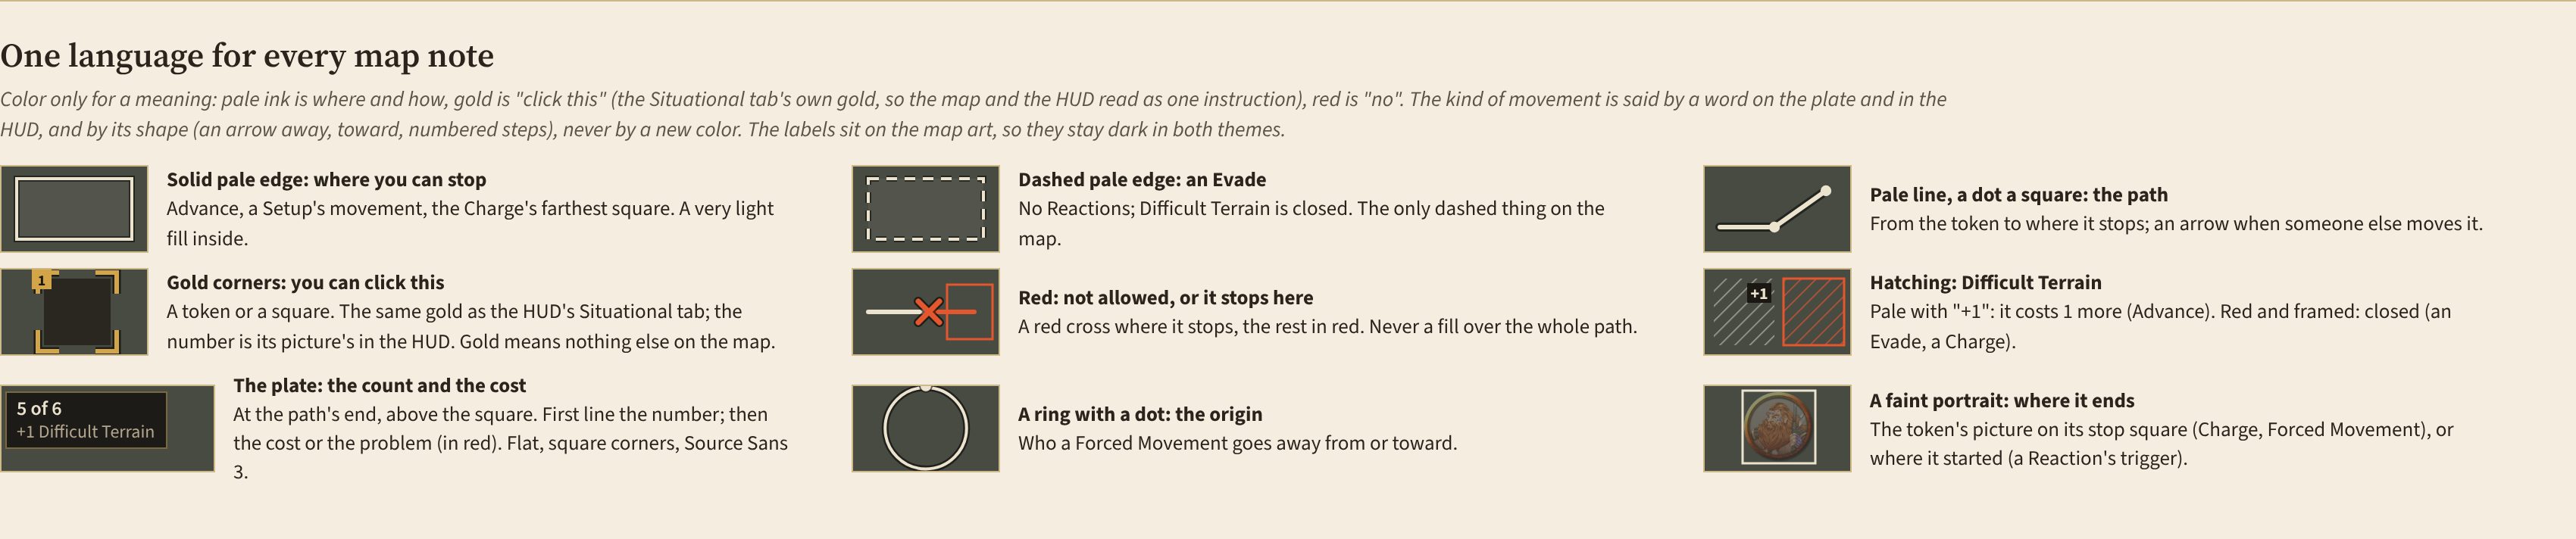 One language for every map note
Color only for a meaning: pale ink is where and how, gold is "click this" (the Situational tab's own gold, so the map and the HUD read as one instruction), red is "no". The kind of movement is said by a word on the plate and in the
HUD, and by its shape (an arrow away, toward, numbered steps), never by a new color. The labels sit on the map art, so they stay dark in both themes.
Solid pale edge: where you can stop
Advance, a Setup's movement, the Charge's farthest square. A very light
fill inside.
Dashed pale edge: an Evade
No Reactions; Difficult Terrain is closed. The only dashed thing on the
map.
Pale line, a dot a square: the path
From the token to where it stops; an arrow when someone else moves it.
1
Gold corners: you can click this
A token or a square. The same gold as the HUD's Situational tab; the
number is its picture's in the HUD. Gold means nothing else on the map.
Red: not allowed, or it stops here
A red cross where it stops, the rest in red. Never a fill over the whole path.
+1
Hatching: Difficult Terrain
Pale with "+1": it costs 1 more (Advance). Red and framed: closed (an
Evade, a Charge).
5 of 6
+1 Difficult Terrain
The plate: the count and the cost
At the path's end, above the square. First line the number; then
the cost or the problem (in red). Flat, square corners, Source Sans
3.
A ring with a dot: the origin
Who a Forced Movement goes away from or toward.
A faint portrait: where it ends
The token's picture on its stop square (Charge, Forced Movement), or
where it started (a Reaction's trigger).